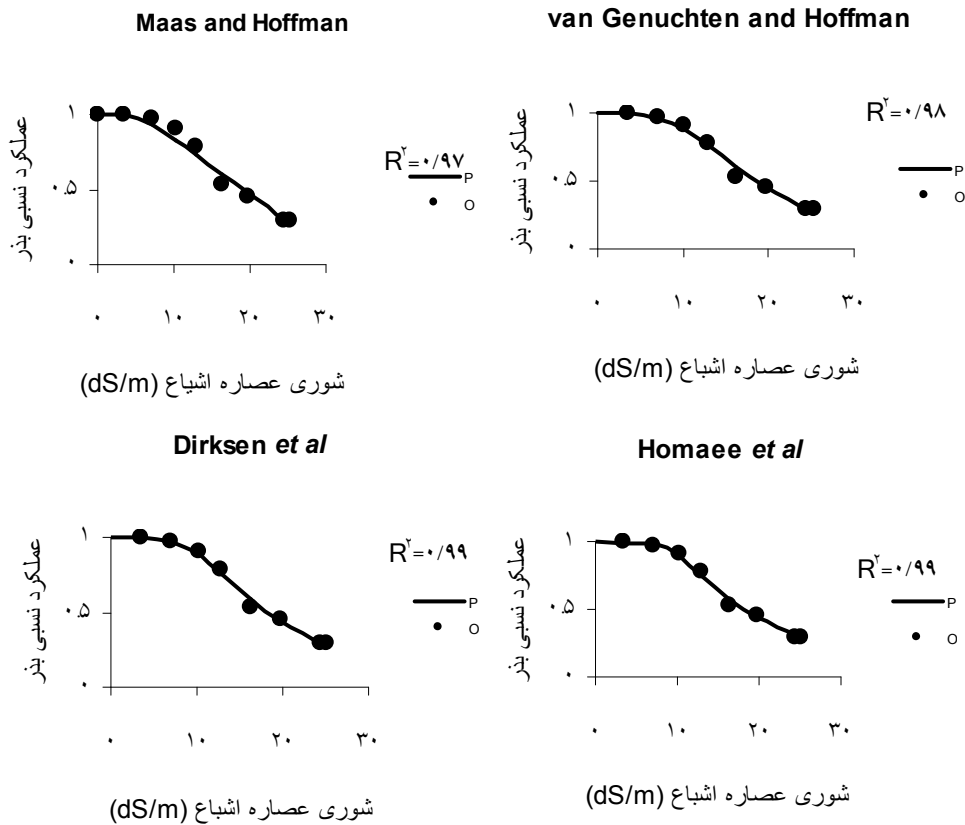 Maas and Hoffman
عملکرد نسبی بذر
۱
۰/۵
۰
۰ ۱۰ ۲۰ ۳۰
R۲=۰/۹۷
P
O
شوری عصاره اشیاع (dS/m)
van Genuchten and Hoffman
عملکرد نسبی بذر
۱
۰/۵
۰
۰ ۱۰ ۲۰ ۳۰
R۲=۰/۹۸
P
O
شوری عصاره اشباع (dS/m)
Dirksen et al
عملکرد نسبی بذر
۱
۰/۵
۰
۰ ۱۰ ۲۰ ۳۰
R۲=۰/۹۹
P
O
شوری عصاره اشباع (dS/m)
Homaee et al
عملکرد نسبی بذر
۱
۰/۵
۰
۰ ۱۰ ۲۰ ۳۰
R۲=۰/۹۹
P
O
شوری عصاره اشباع (dS/m)